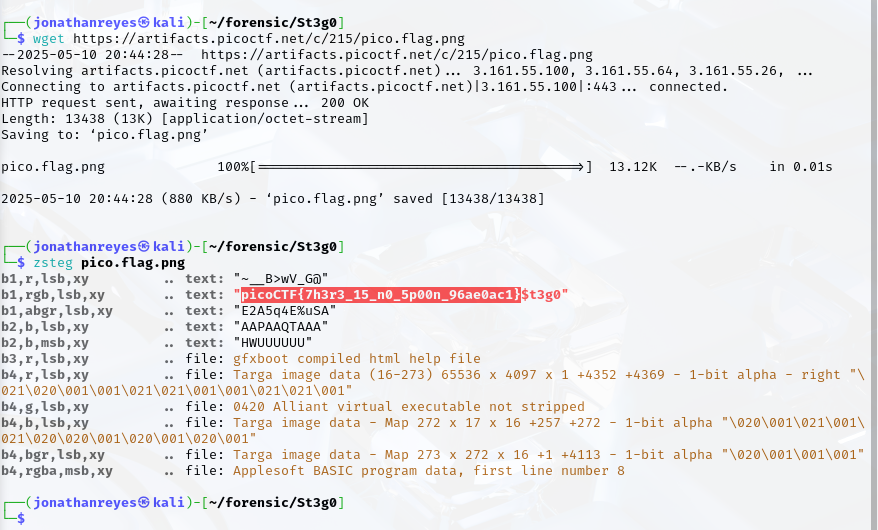 ┌──(jonathanreyes㉿kali)-[~/forensic/St3g0]
└─$ wget https://artifacts.picoctf.net/c/215/pico.flag.png
--2025-05-10 20:44:28--  https://artifacts.picoctf.net/c/215/pico.flag.png
Resolving artifacts.picoctf.net (artifacts.picoctf.net)... 3.161.55.100, 3.161.55.64, 3.161.55.26, ...
Connecting to artifacts.picoctf.net (artifacts.picoctf.net)|3.161.55.100|:443... connected.
HTTP request sent, awaiting response... 200 OK
Length: 13438 (13K) [application/octet-stream]
Saving to: ‘pico.flag.png’
pico.flag.png               100%[========================================>]  13.12K  --.-KB/s    in 0.01s
2025-05-10 20:44:28 (880 KB/s) - ‘pico.flag.png’ saved [13438/13438]
┌──(jonathanreyes㉿kali)-[~/forensic/St3g0]
└─$ zsteg pico.flag.png
b1,r,lsb,xy         .. text: "~__B>wV_G@"
b1,rgb,lsb,xy       .. text: "picoCTF{7h3r3_15_n0_5p00n_96ae0ac1}$t3g0"
b1,abgr,lsb,xy      .. text: "E2A5q4E%uSA"
b2,b,lsb,xy         .. text: "AAPAAQTAAA"
b2,b,msb,xy         .. text: "HWUUUUUU"
b3,r,lsb,xy         .. file: gfxboot compiled html help file
b4,r,lsb,xy         .. file: Targa image data (16-273) 65536 x 4097 x 1 +4352 +4369 - 1-bit alpha - right "\
021\020\001\001\021\021\001\001\021\021\001"
b4,g,lsb,xy         .. file: 0420 Alliant virtual executable not stripped
b4,b,lsb,xy         .. file: Targa image data - Map 272 x 17 x 16 +257 +272 - 1-bit alpha "\020\001\021\001\
021\020\020\001\020\001\020\001"
b4,bgr,lsb,xy       .. file: Targa image data - Map 273 x 272 x 16 +1 +4113 - 1-bit alpha "\020\001\001\001"
b4,rgba,msb,xy      .. file: Applesoft BASIC program data, first line number 8
┌──(jonathanreyes㉿kali)-[~/forensic/St3g0]
└─$